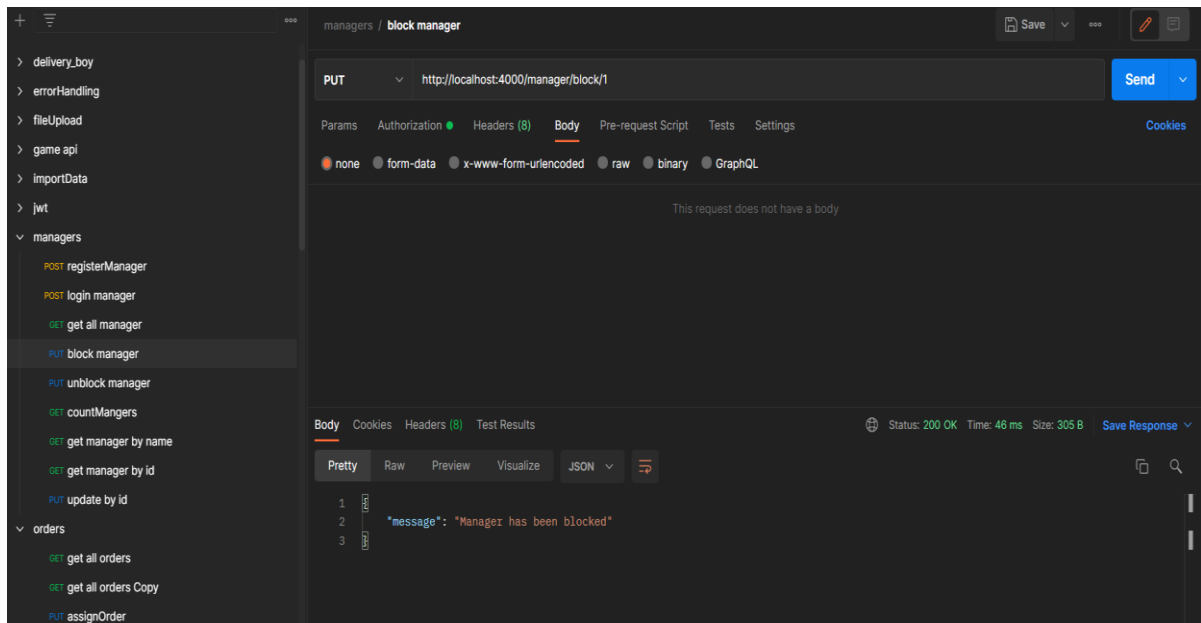 managers / block manager
Save
delivery_boy
errorHandling
fileUpload
game api
importData
jwt
managers
POST registerManager
POST login manager
GET get all manager
PUT block manager
PUT unblock manager
GET countMangers
GET get manager by name
GET get manager by id
PUT update by id
orders
GET get all orders
GET get all orders Copy
PUT assignOrder
PUT http://localhost:4000/manager/block/1 Send
Params Authorization Headers (8) Body Pre-request Script Tests Settings Cookies
none form-data x-www-form-urlencoded raw binary GraphQL
This request does not have a body
Body Cookies Headers (8) Test Results Status: 200 OK Time: 46 ms Size: 305 B Save Response
Pretty Raw Preview Visualize JSON
1 {
2 "message": "Manager has been blocked"
3 }